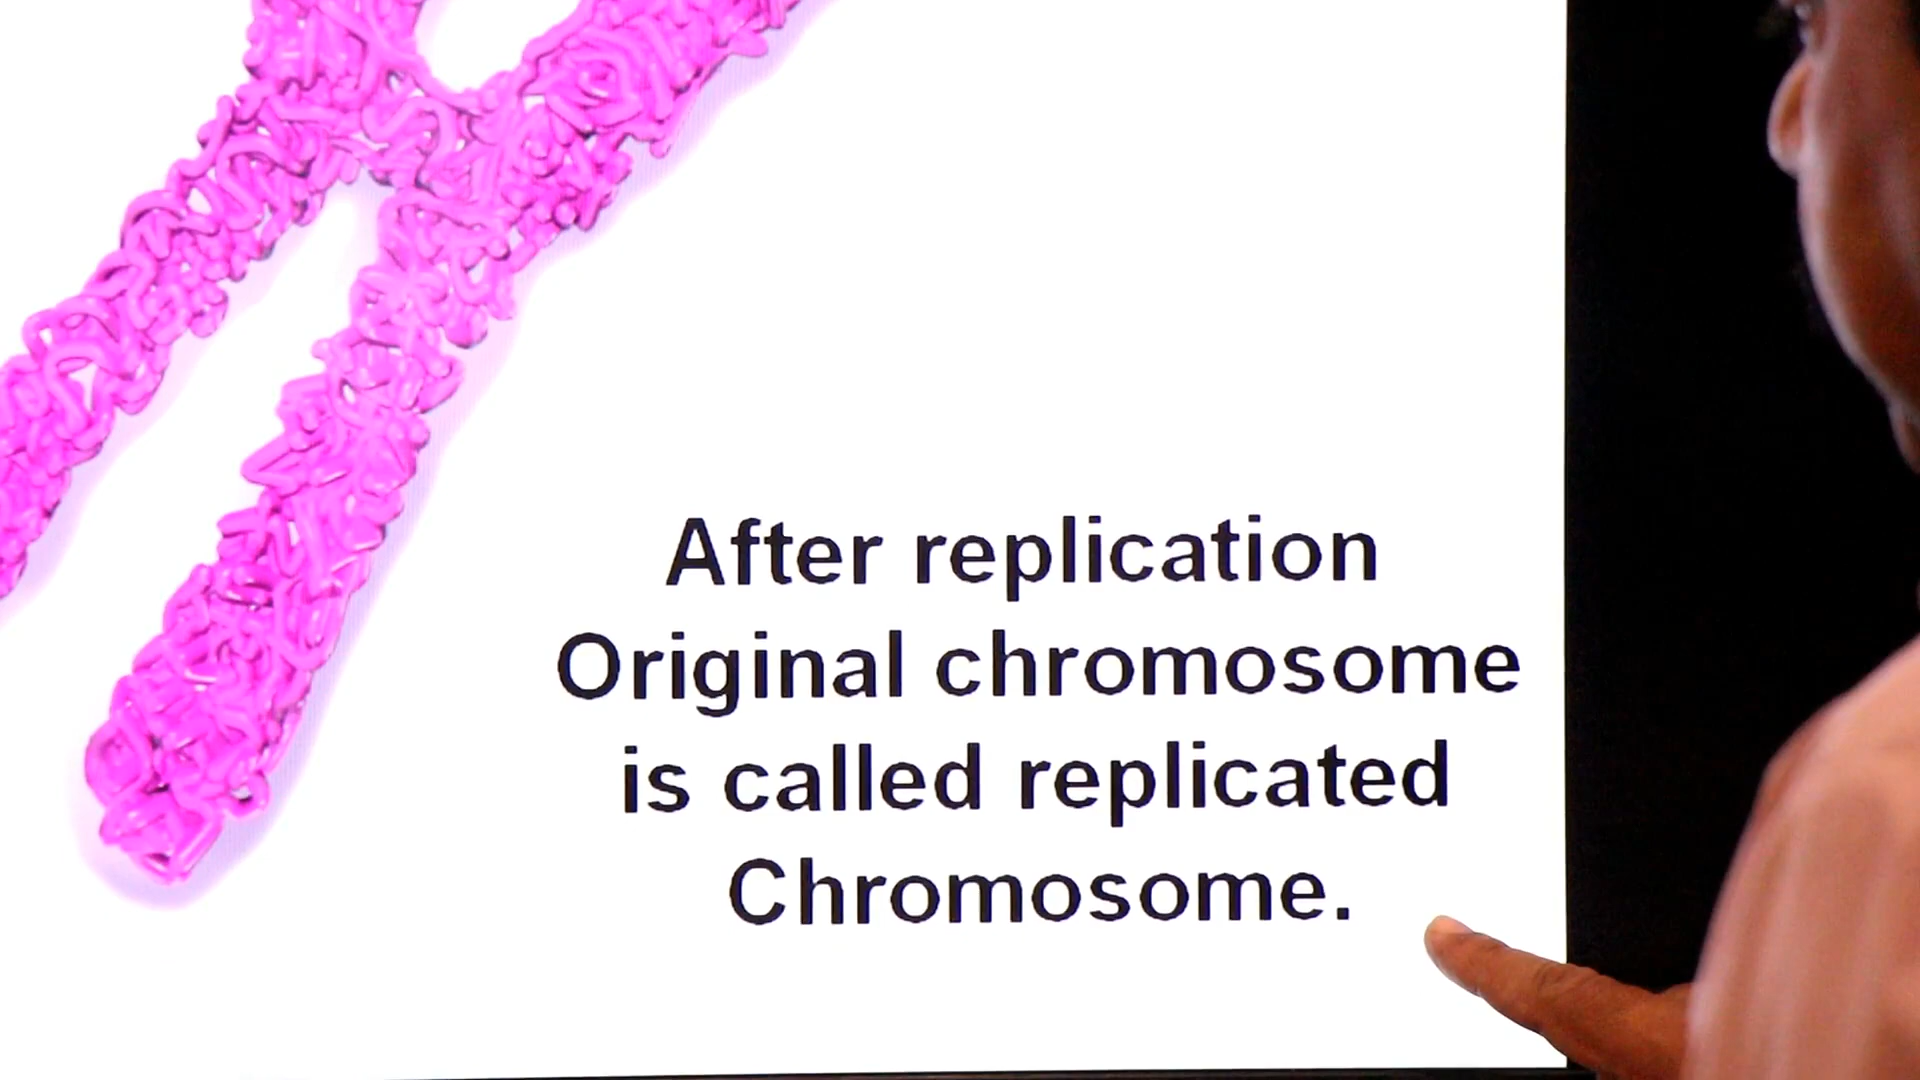 After replication
Original chromosome
is called replicated
Chromosome.